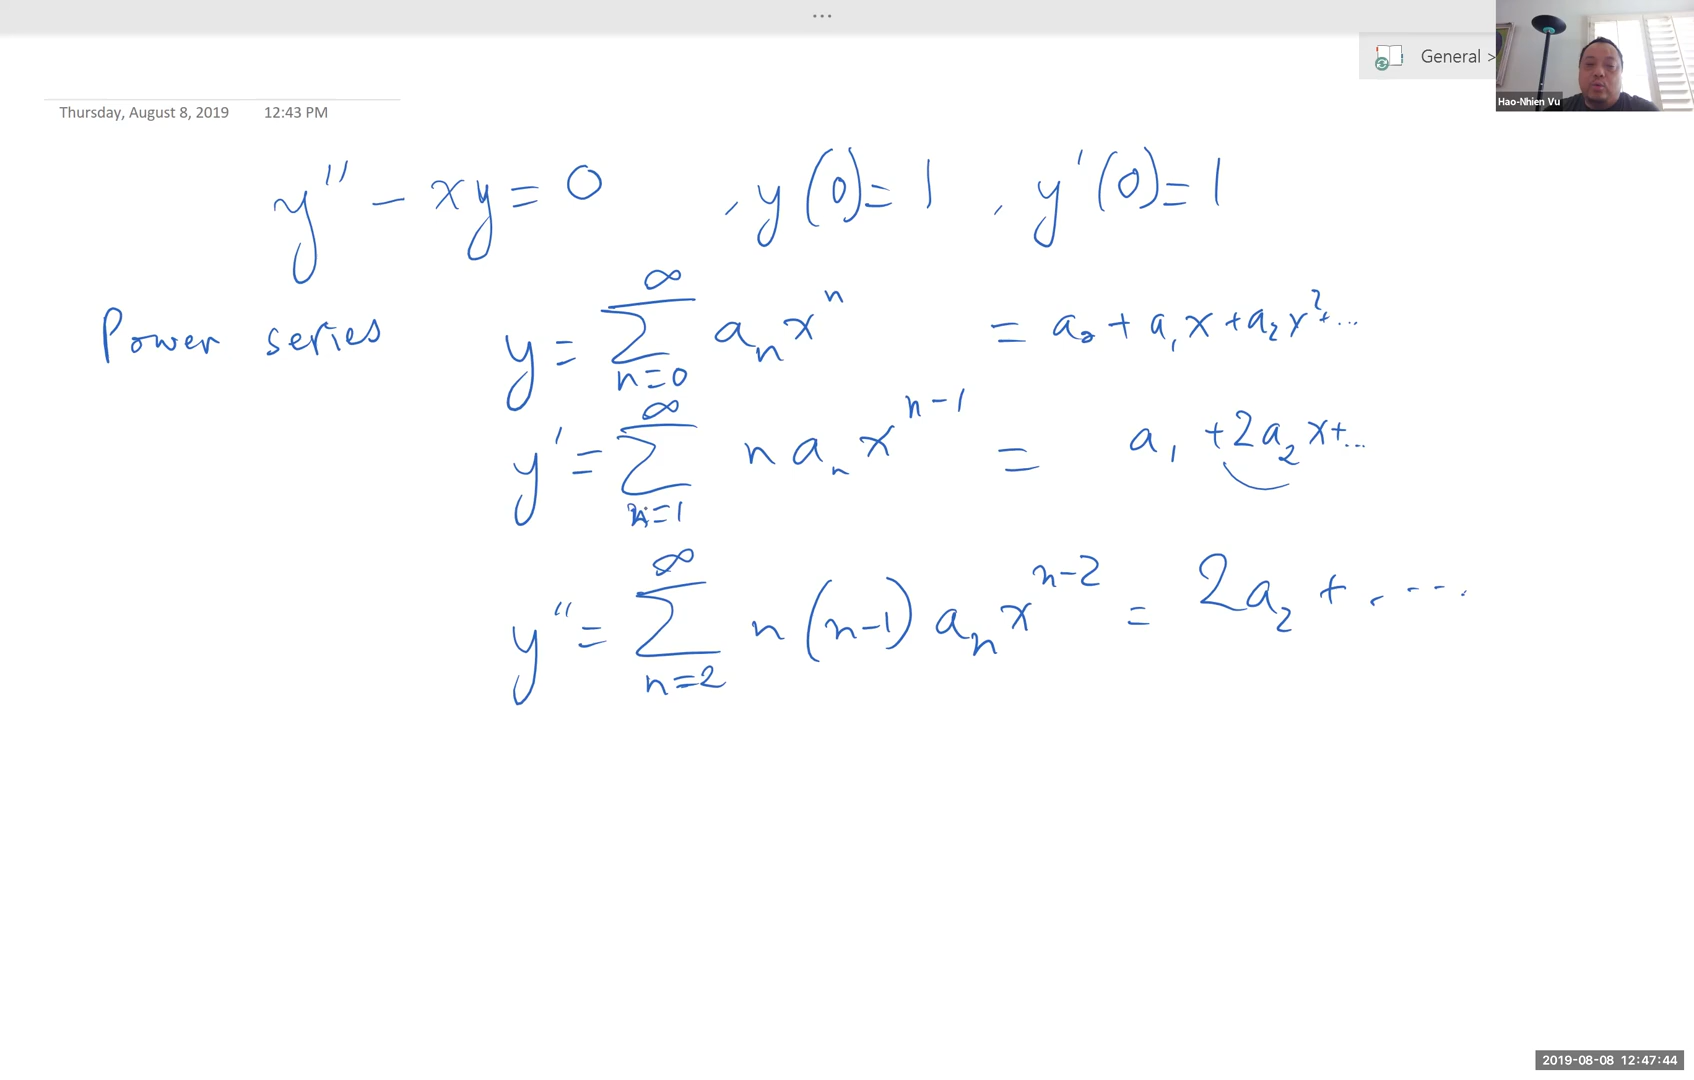 ...
General >
Hao-Nhien Vu
Thursday, August 8, 2019 12:43 PM
y'' - xy = 0 , y(0) = 1 , y'(0) = 1
Power series y = ∑_{n=0}^{∞} a_n x^n = a_0 + a_1 x + a_2 x^2 + ...
y' = ∑_{n=1}^{∞} n a_n x^{n-1} = a_1 + 2a_2 x + ...
y'' = ∑_{n=2}^{∞} n(n-1) a_n x^{n-2} = 2a_2 + ....
2019-08-08 12:47:44